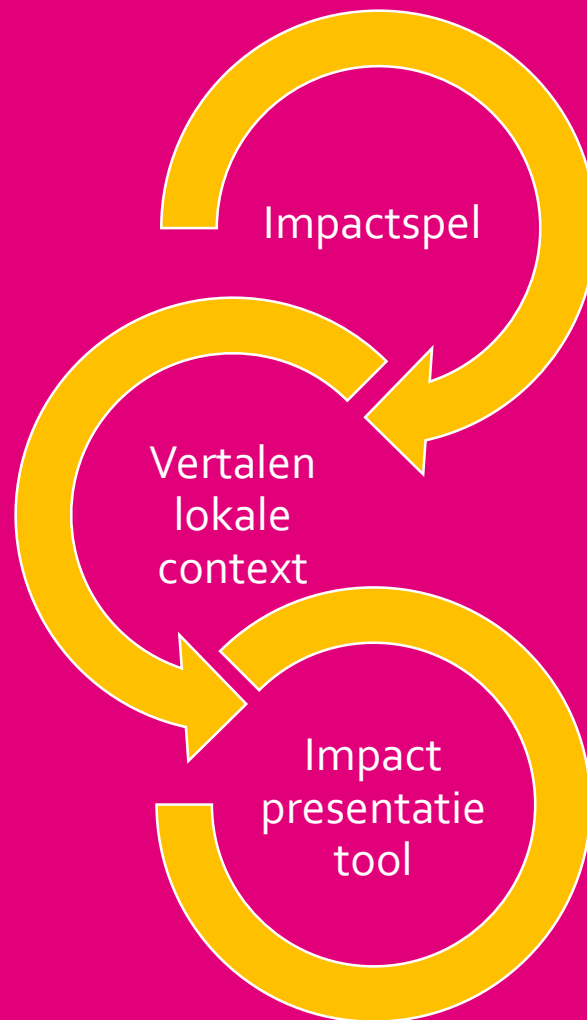 Impactspel
Vertalen
lokale
context
Impact
presentatie
tool